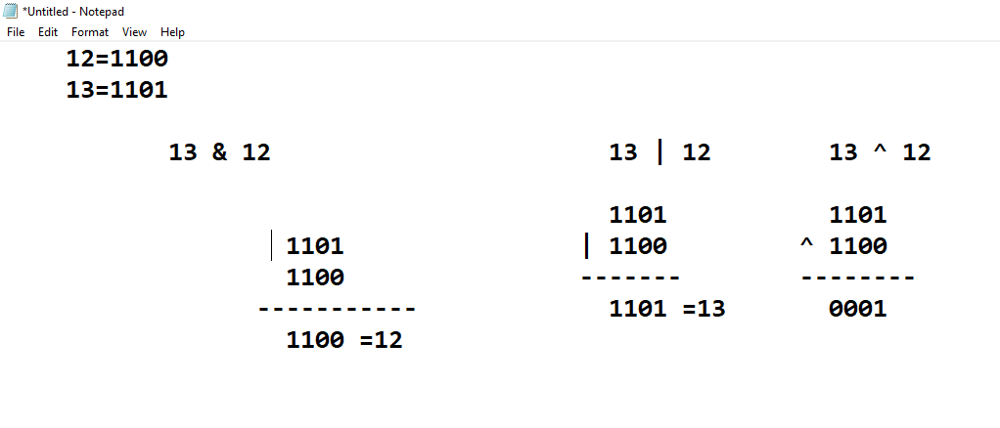 *Untitled - Notepad
File Edit Format View Help
12=1100
13=1101
13 & 12 13 | 12 13 ^ 12
1101 1101
1101 | 1100 ^ 1100
1100 ------- --------
----------- 1101 =13 0001
1100 =12